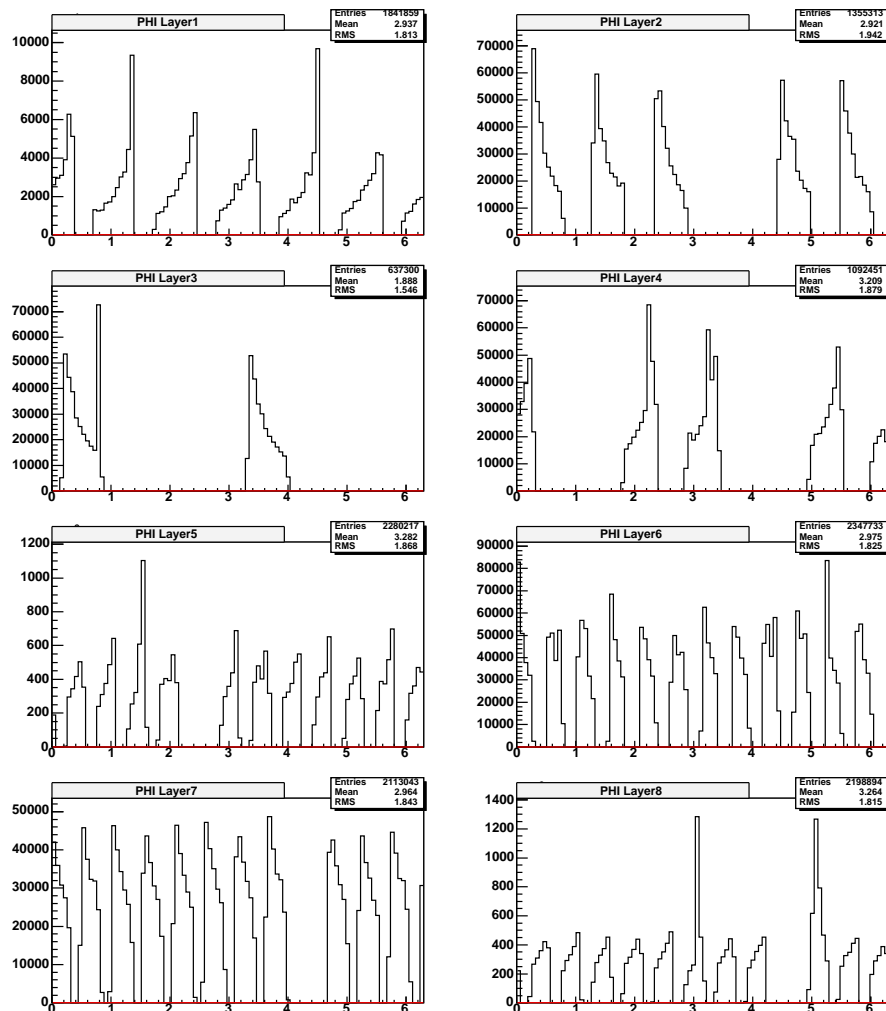 PHI Layer1
Entries 1841859
Mean 2.937
RMS 1.813
10000
8000
6000
4000
2000
0
0 1 2 3 4 5 6
PHI Layer2
Entries 1355313
Mean 2.921
RMS 1.942
70000
60000
50000
40000
30000
20000
10000
0
0 1 2 3 4 5 6
PHI Layer3
Entries 637300
Mean 1.888
RMS 1.546
70000
60000
50000
40000
30000
20000
10000
0
0 1 2 3 4 5 6
PHI Layer4
Entries 1092451
Mean 3.209
RMS 1.879
70000
60000
50000
40000
30000
20000
10000
0
0 1 2 3 4 5 6
PHI Layer5
Entries 2280217
Mean 3.282
RMS 1.868
1200
1000
800
600
400
200
0
0 1 2 3 4 5 6
PHI Layer6
Entries 2347733
Mean 2.975
RMS 1.825
90000
80000
70000
60000
50000
40000
30000
20000
10000
0
0 1 2 3 4 5 6
PHI Layer7
Entries 2113043
Mean 2.964
RMS 1.843
50000
40000
30000
20000
10000
0
0 1 2 3 4 5 6
PHI Layer8
Entries 2198894
Mean 3.264
RMS 1.815
1400
1200
1000
800
600
400
200
0
0 1 2 3 4 5 6